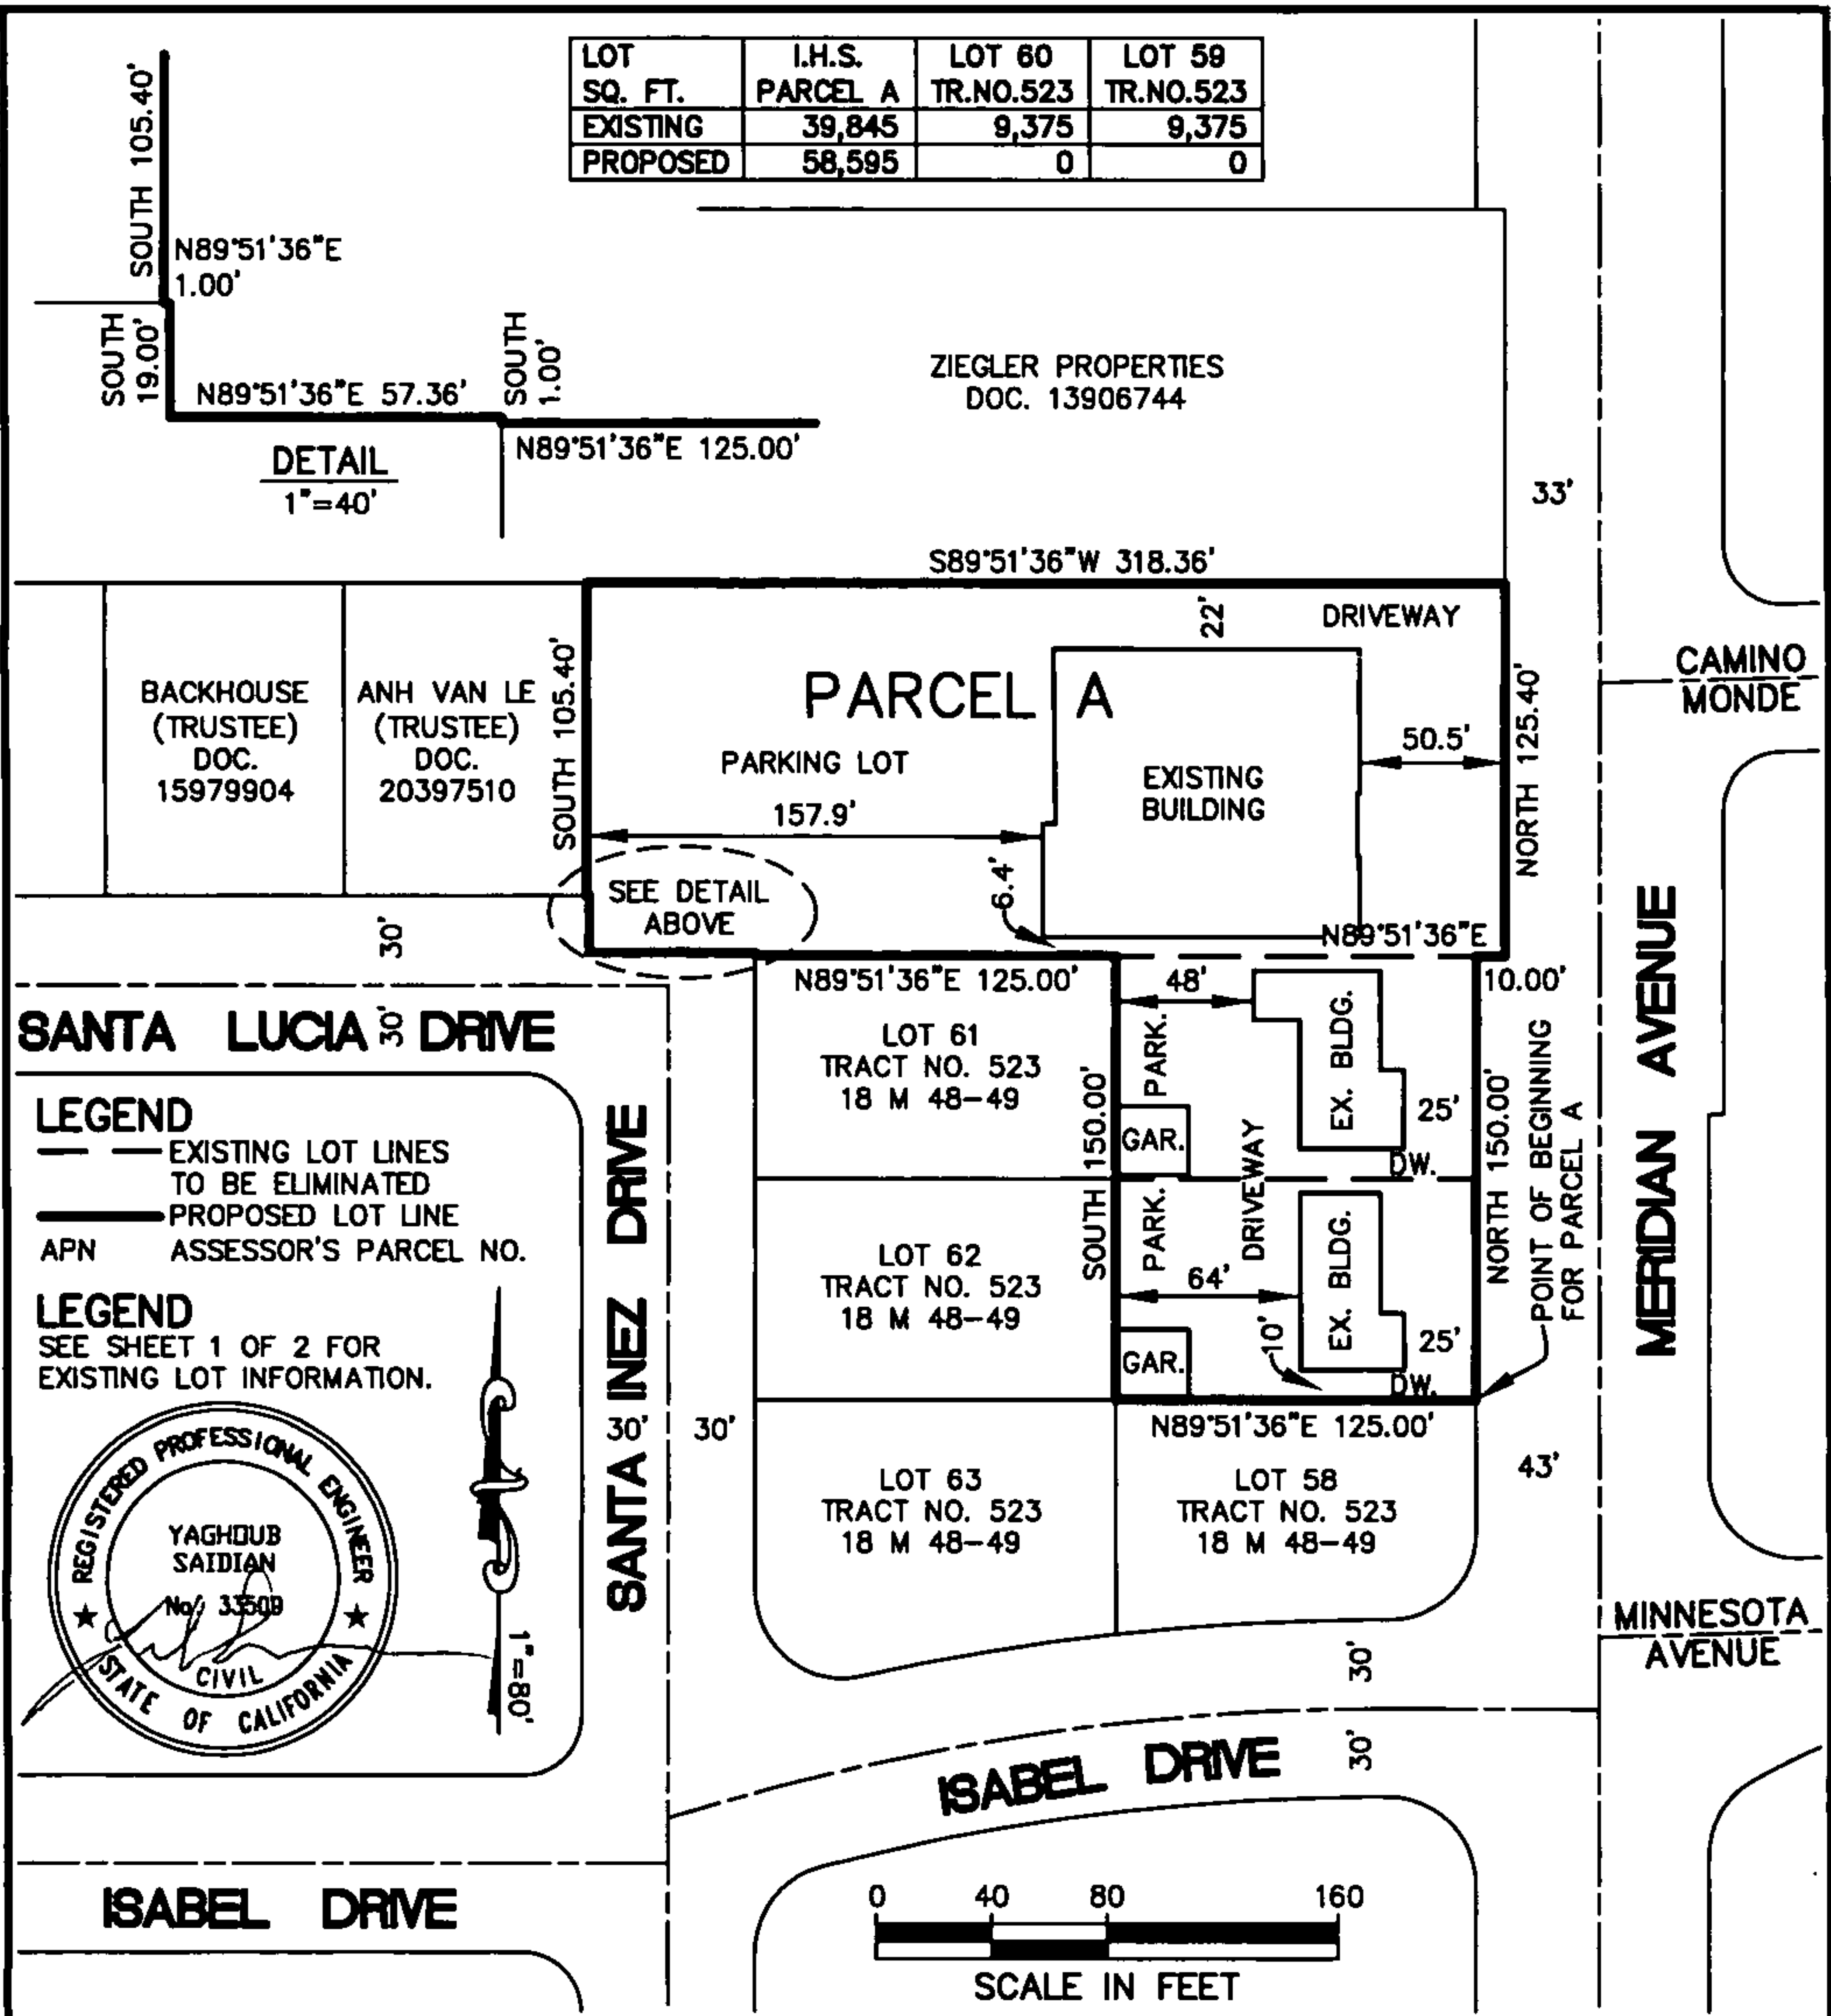 LOT I.H.S. LOT 60 LOT 59
SQ. FT. PARCEL A TR.NO.523 TR.NO.523
EXISTING 39,845 9,375 9,375
PROPOSED 58,595 0 0
SOUTH 105.40'
N89°51'36"E
1.00'
SOUTH
19.00'
N89°51'36"E 57.36'
SOUTH
1.00'
N89°51'36"E 125.00'
DETAIL
1"=40'
ZIEGLER PROPERTIES
DOC. 13906744
33'
S89°51'36"W 318.36'
BACKHOUSE
(TRUSTEE)
DOC.
15979904
ANH VAN LE
(TRUSTEE)
DOC.
20397510
SOUTH 105.40'
PARCEL A
22'
DRIVEWAY
PARKING LOT
157.9'
EXISTING
BUILDING
50.5'
NORTH 125.40'
CAMINO
MONDE
SEE DETAIL
ABOVE
6.4'
N89°51'36"E
10.00'
30'
30'
SANTA LUCIA DRIVE
N89°51'36"E 125.00'
48'
LOT 61
TRACT NO. 523
18 M 48-49
PARK.
EX. BLDG.
25'
GAR.
DW.
DRIVEWAY
SOUTH 150.00'
NORTH 150.00'
POINT OF BEGINNING
FOR PARCEL A
MERIDIAN AVENUE
LOT 62
TRACT NO. 523
18 M 48-49
PARK.
64'
EX. BLDG.
25'
GAR.
10'
DW.
N89°51'36"E 125.00'
LEGEND
EXISTING LOT LINES
TO BE ELIMINATED
PROPOSED LOT LINE
APN ASSESSOR'S PARCEL NO.
LEGEND
SEE SHEET 1 OF 2 FOR
EXISTING LOT INFORMATION.
SANTA INEZ DRIVE
30'
30'
LOT 63
TRACT NO. 523
18 M 48-49
LOT 58
TRACT NO. 523
18 M 48-49
43'
REGISTERED PROFESSIONAL ENGINEER
YAGHOUB
SAIDIAN
No. 33509
CIVIL
STATE OF CALIFORNIA
1"=80'
MINNESOTA
AVENUE
30'
30'
ISABEL DRIVE
ISABEL DRIVE
0 40 80 160
SCALE IN FEET